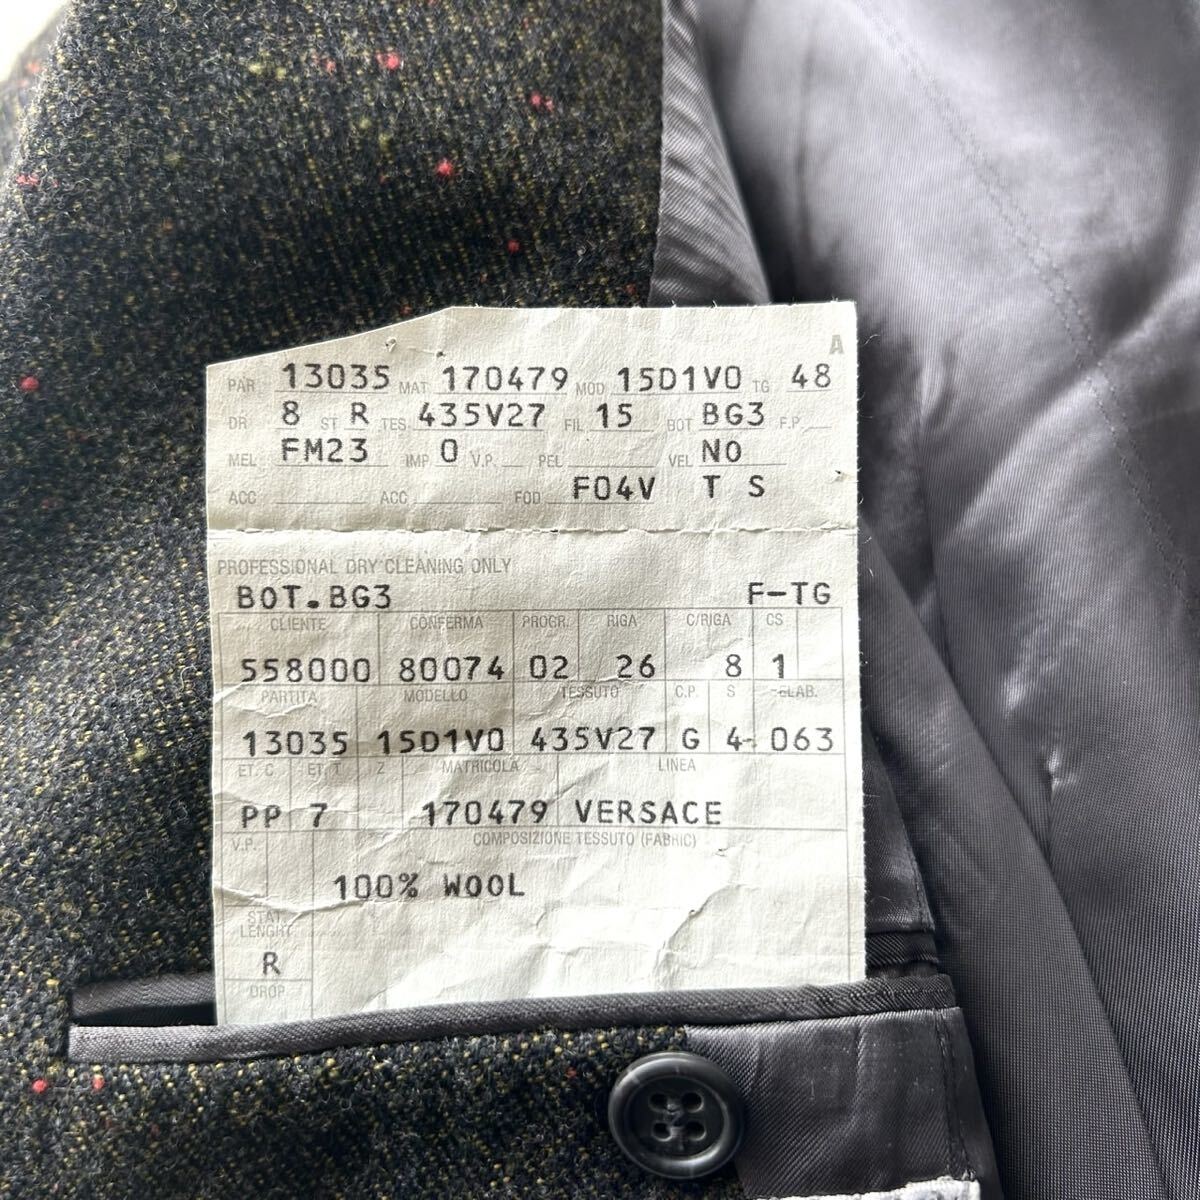 A
PAR 13035 MAT 170479 MOD 15D1V0 TG 48
DR 8 ST R TES 435V27 FIL 15 BOT BG3 F.P.
MEL FM23 IMP 0 V.P. PEL VEL NO
ACC ACC FOD F04V T S
PROFESSIONAL DRY CLEANING ONLY
BOT.BG3 F-TG
CLIENTE CONFERMA PROGR. RIGA C/RIGA CS
558000 80074 02 26 8 1
PARTITA MODELLO TESSUTO C.P. S ELAB.
13035 15D1V0 435V27 G 4- 063
ET. C ET. T Z MATRICOLA LINEA
PP 7 170479 VERSACE
V.P. COMPOSIZIONE TESSUTO (FABRIC)
100% WOOL
STAT.
LENGHT
R
DROP